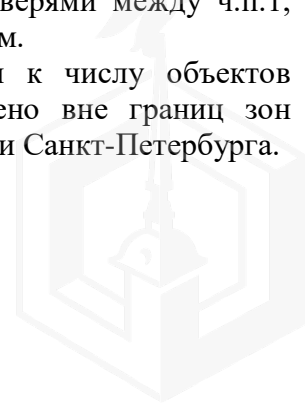 верями между ч.п.1,
м.
и к числу объектов
ено вне границ зон
и Санкт-Петербурга.